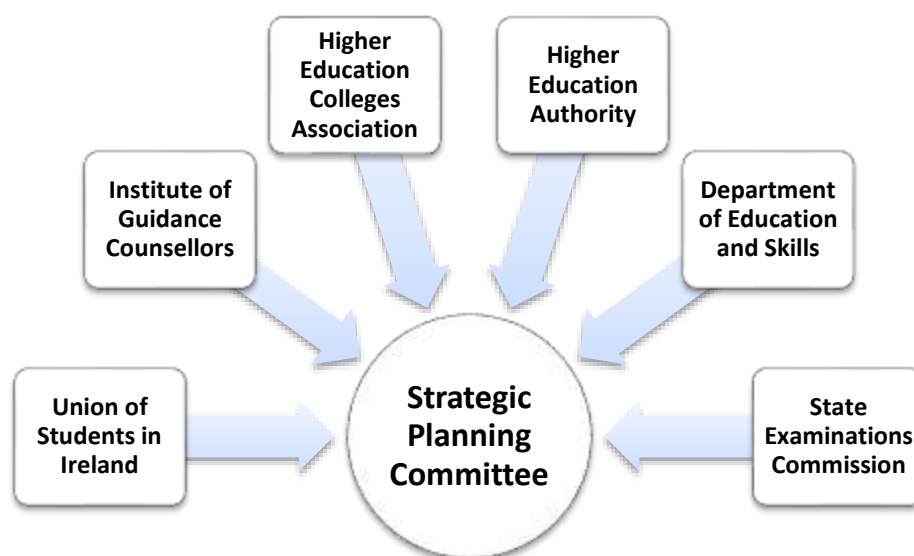 Higher
Education
Colleges
Association
Higher
Education
Authority
Institute of
Guidance
Counsellors
Department
of Education
and Skills
Union of
Students in
Ireland
Strategic
Planning
Committee
State
Examinations
Commission